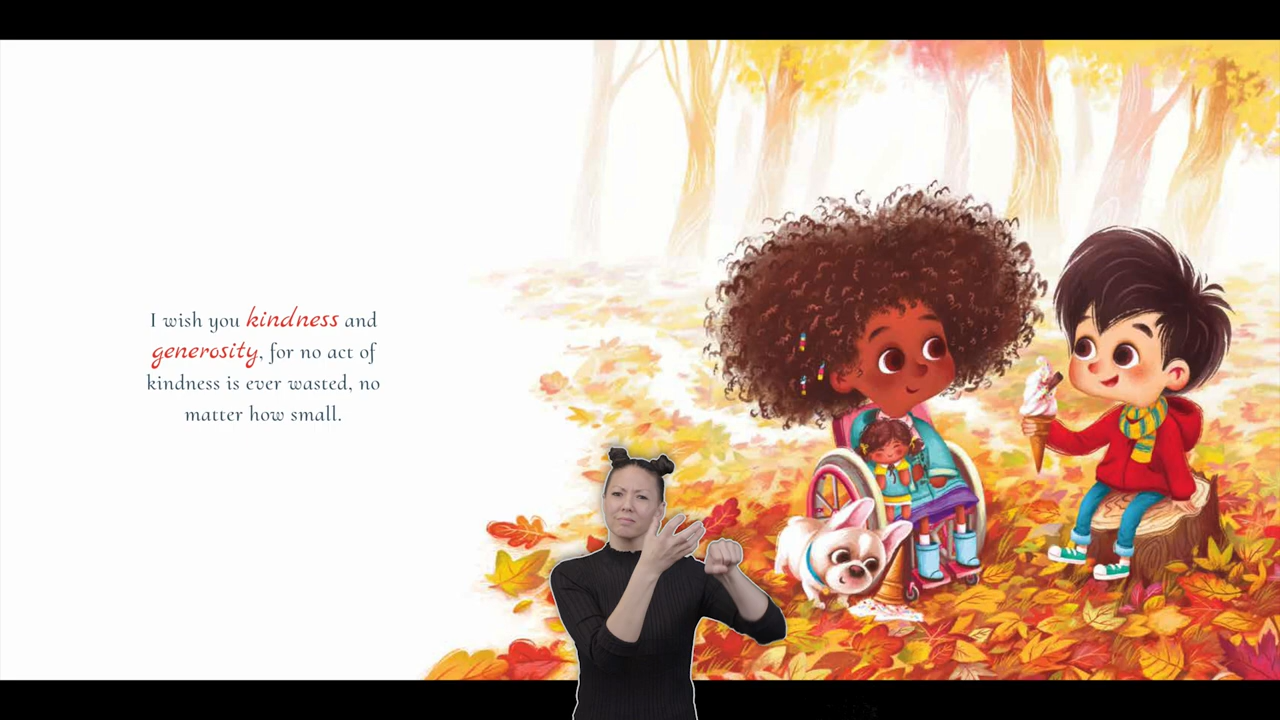 I wish you kindness and
generosity, for no act of
kindness is ever wasted, no
matter how small.